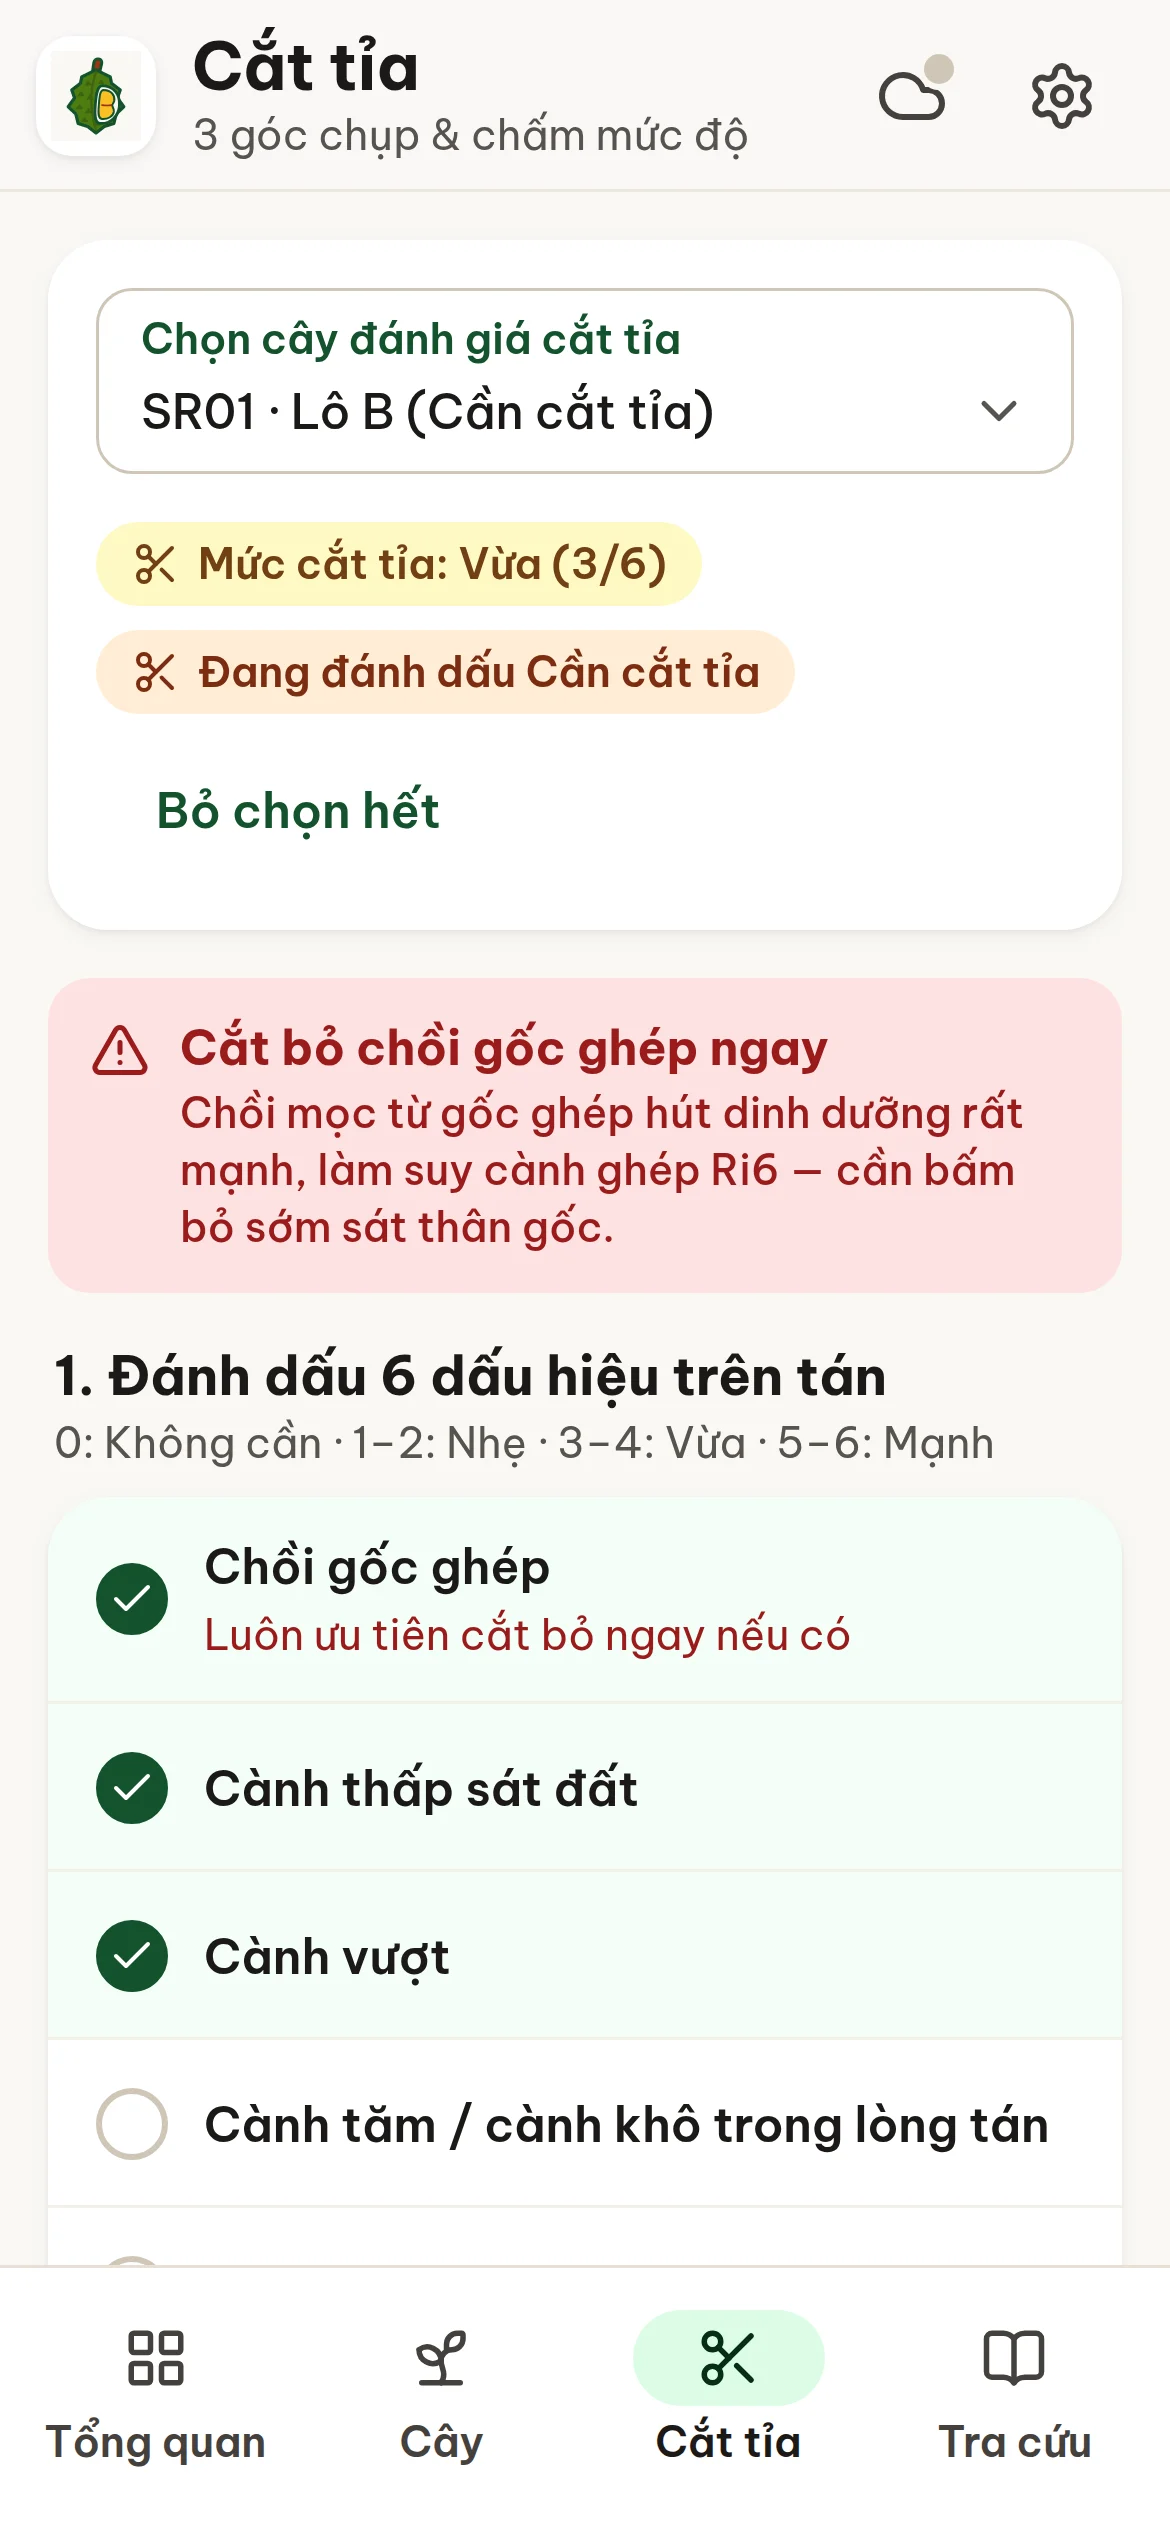 Cắt tỉa
3 góc chụp & chấm mức độ
Chọn cây đánh giá cắt tỉa
SR01 · Lô B (Cần cắt tỉa)
Mức cắt tỉa: Vừa (3/6)
Đang đánh dấu Cần cắt tỉa
Bỏ chọn hết
Cắt bỏ chồi gốc ghép ngay
Chồi mọc từ gốc ghép hút dinh dưỡng rất
mạnh, làm suy cành ghép Ri6 — cần bấm
bỏ sớm sát thân gốc.
1. Đánh dấu 6 dấu hiệu trên tán
0: Không cần · 1–2: Nhẹ · 3–4: Vừa · 5–6: Mạnh
Chồi gốc ghép
Luôn ưu tiên cắt bỏ ngay nếu có
Cành thấp sát đất
Cành vượt
Cành tăm / cành khô trong lòng tán
Tổng quan
Cây
Cắt tỉa
Tra cứu